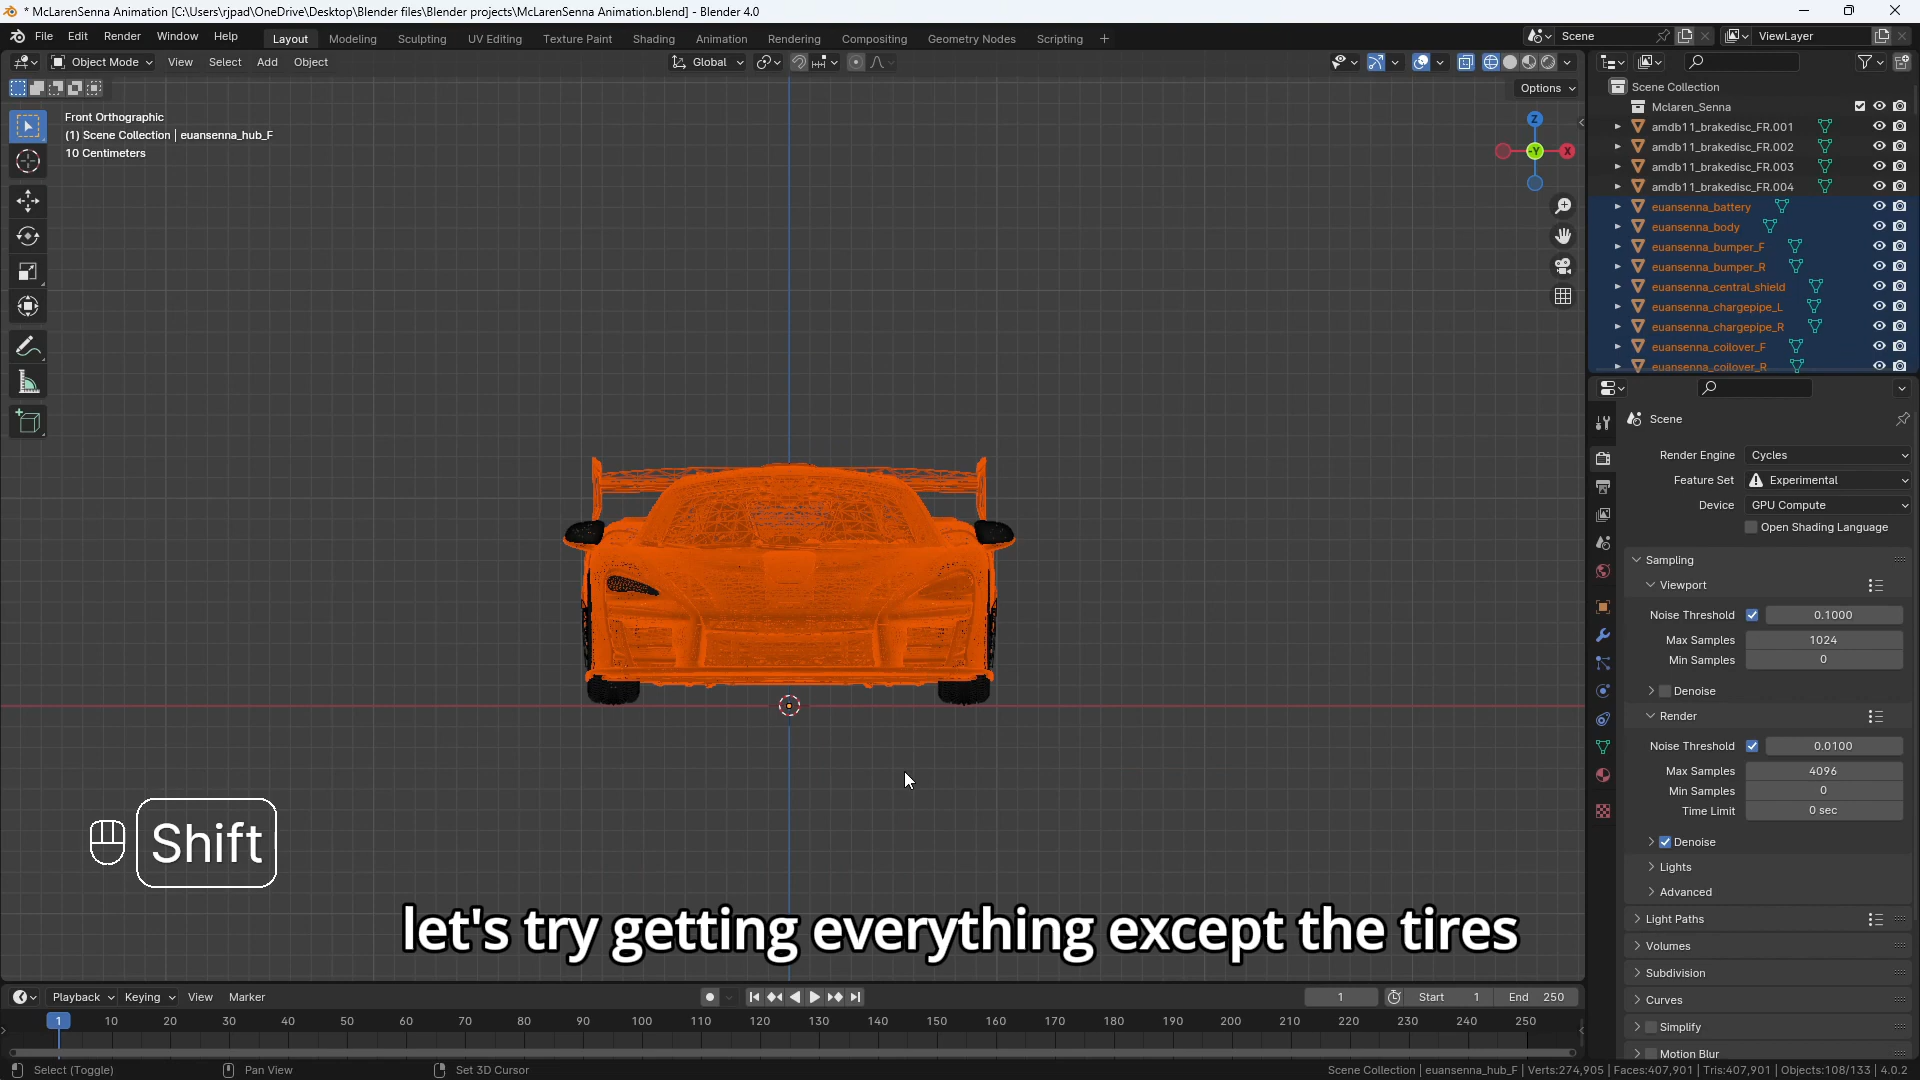 * McLarenSenna Animation [C:\Users\rjpad\OneDrive\Desktop\Blender files\Blender projects\McLarenSenna Animation.blend] - Blender 4.0
File Edit Render Window Help Layout Modeling Sculpting UV Editing Texture Paint Shading Animation Rendering Compositing Geometry Nodes Scripting + Scene ViewLayer
Object Mode View Select Add Object Global
Options
Front Orthographic
(1) Scene Collection | euansenna_hub_F
10 Centimeters
Z
-Y
X
Scene Collection
Mclaren_Senna
amdb11_brakedisc_FR.001
amdb11_brakedisc_FR.002
amdb11_brakedisc_FR.003
amdb11_brakedisc_FR.004
euansenna_battery
euansenna_body
euansenna_bumper_F
euansenna_bumper_R
euansenna_central_shield
euansenna_chargepipe_L
euansenna_chargepipe_R
euansenna_coilover_F
euansenna_coilover_R
Scene
Render Engine Cycles
Feature Set Experimental
Device GPU Compute
Open Shading Language
Sampling
Viewport
Noise Threshold 0.1000
Max Samples 1024
Min Samples 0
Denoise
Render
Noise Threshold 0.0100
Max Samples 4096
Min Samples 0
Time Limit 0 sec
Denoise
Lights
Advanced
Light Paths
Volumes
Subdivision
Curves
Simplify
Motion Blur
Shift
let's try getting everything except the tires
Playback Keying View Marker 1 Start 1 End 250
1 10 20 30 40 50 60 70 80 90 100 110 120 130 140 150 160 170 180 190 200 210 220 230 240 250
Select (Toggle) Pan View Set 3D Cursor Scene Collection | euansenna_hub_F | Verts:274,905 | Faces:407,901 | Tris:407,901 | Objects:108/133 | 4.0.2